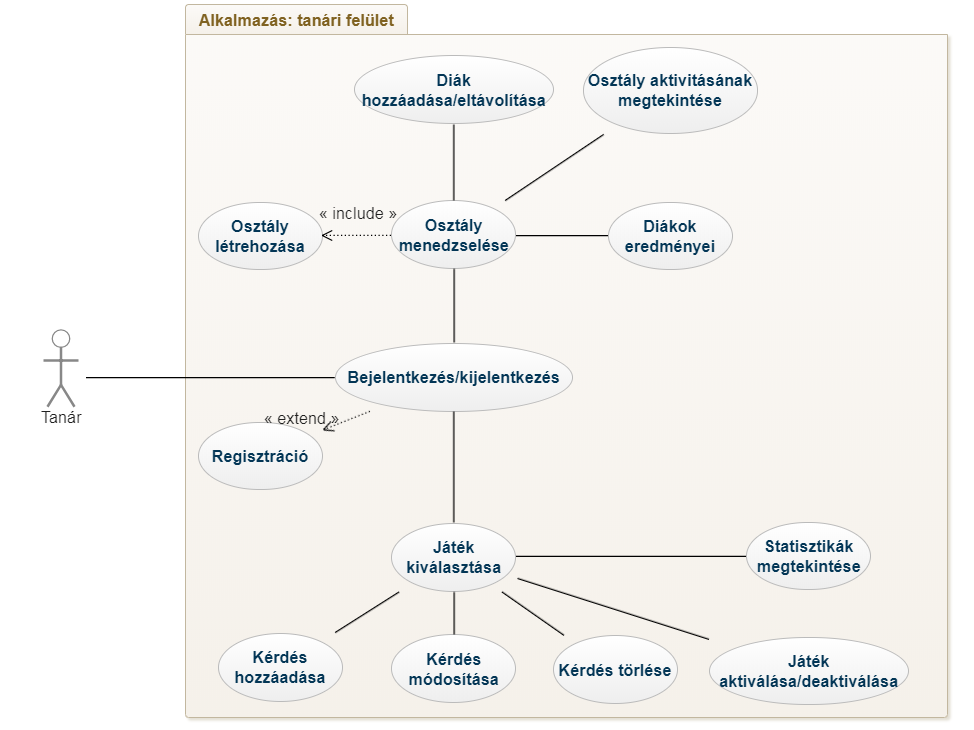 Alkalmazás: tanári felület
Diák
hozzáadása/eltávolítása
Osztály aktivitásának
megtekintése
Osztály
létrehozása
« include »
Osztály
menedzselése
Diákok
eredményei
Bejelentkezés/kijelentkezés
Tanár
« extend »
Regisztráció
Játék
kiválasztása
Statisztikák
megtekintése
Kérdés
hozzáadása
Kérdés
módosítása
Kérdés törlése
Játék
aktiválása/deaktiválása